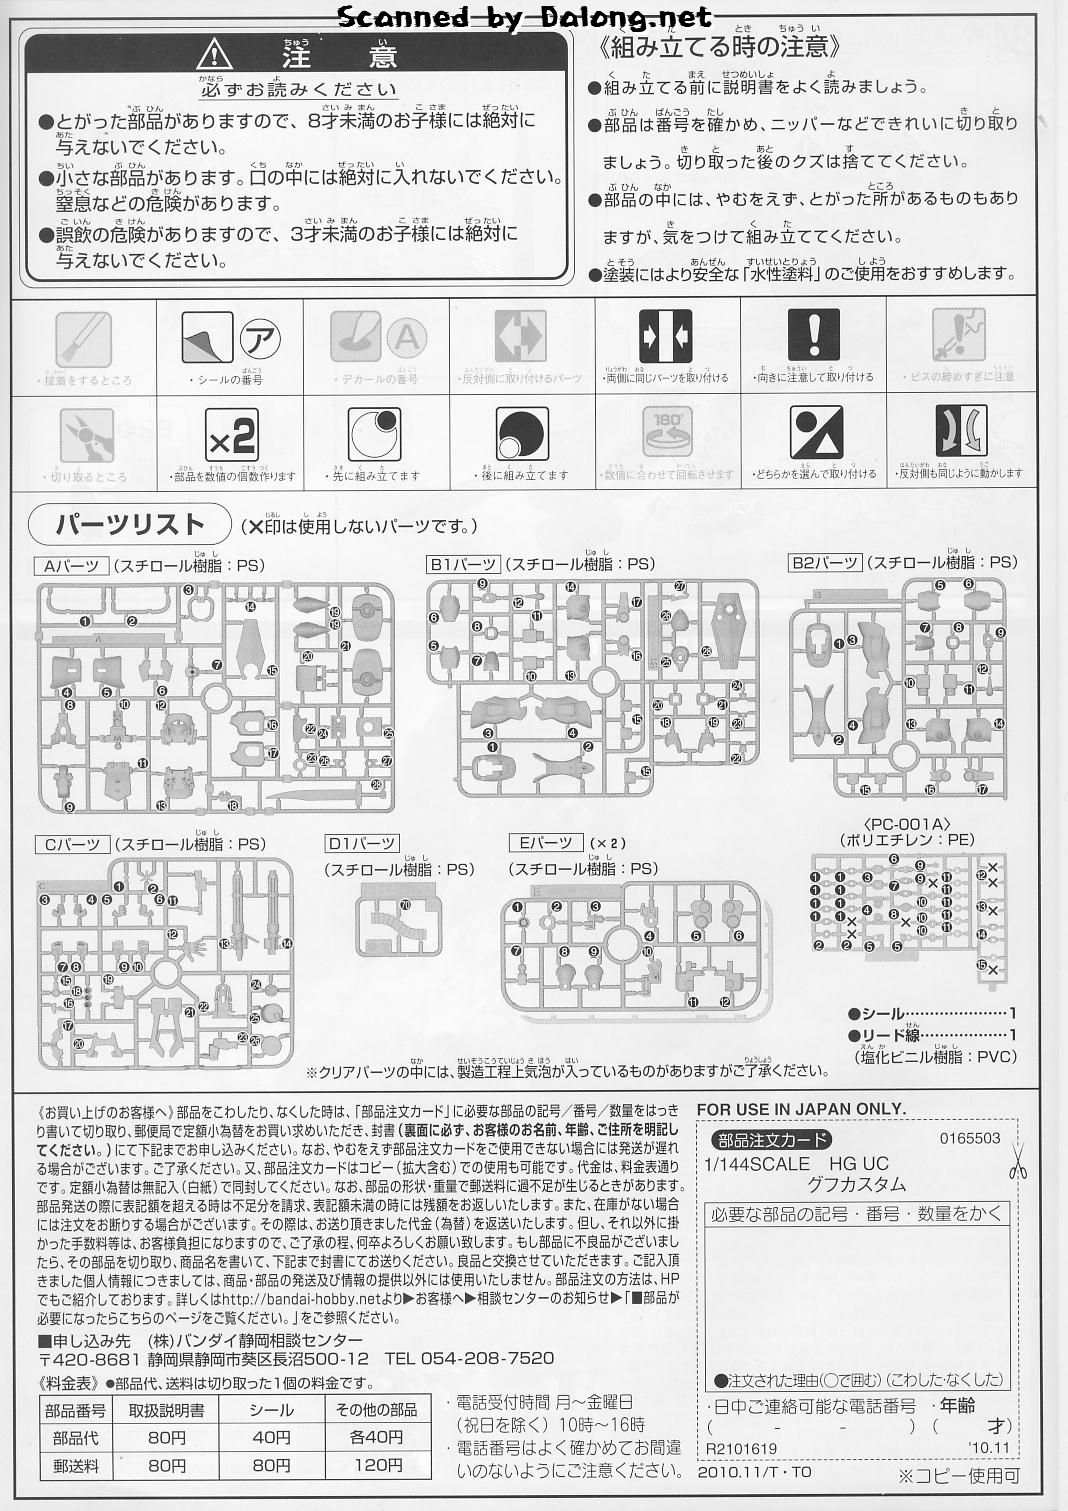 Scanned by Dalong.net
注意
必ずお読みください
●とがった部品がありますので、8才未満のお子様には絶対に
与えないでください。
●小さな部品があります。口の中には絶対に入れないでください。
窒息などの危険があります。
●誤飲の危険がありますので、3才未満のお子様には絶対に
与えないでください。
《組み立てる時の注意》
●組み立てる前に説明書をよく読みましょう。
●部品は番号を確かめ、ニッパーなどできれいに切り取り
ましょう。切り取った後のクズは捨ててください。
●部品の中には、やむをえず、とがった所があるものもあり
ますが、気をつけて組み立ててください。
●塗装にはより安全な「水性塗料」のご使用をおすすめします。
・接着をするところ
ア
・シールの番号
A
・デカールの番号
・反対側に取り付けるパーツ
・両側に同じパーツを取り付ける
・向きに注意して取り付ける
・ビスの締めすぎに注意
・切り取るところ
×2
・部品を数値の個数作ります
・先に組み立てます
・後に組み立てます
180°
・数値に合わせて回転させます
・どちらかを選んで取り付ける
・反対側も同じように動かします
パーツリスト
(×印は使用しないパーツです。)
Aパーツ (スチロール樹脂：PS)
B1パーツ (スチロール樹脂：PS)
B2パーツ (スチロール樹脂：PS)
Cパーツ (スチロール樹脂：PS)
D1パーツ
(スチロール樹脂：PS)
Eパーツ (×2)
(スチロール樹脂：PS)
〈PC-001A〉
(ポリエチレン：PE)
●シール……………………1
●リード線…………………1
(塩化ビニル樹脂：PVC)
※クリアパーツの中には、製造工程上気泡が入っているものがありますがご了承ください。
《お買い上げのお客様へ》部品をこわしたり、なくした時は、「部品注文カード」に必要な部品の記号／番号／数量をはっき
り書いて切り取り、郵便局で定額小為替をお買い求めいただき、封書(裏面に必ず、お客様のお名前、年齢、ご住所を明記し
てください。)にて下記までお申し込みください。なお、やむをえず部品注文カードをご使用できない場合には発送が遅れ
る場合がございます。ご了承ください。又、部品注文カードはコピー(拡大含む)での使用も可能です。代金は、料金表通り
です。定額小為替は無記入(白紙)で同封してください。なお、部品の形状・重量で郵送料に過不足が生じるときがあります。
部品発送の際に表記額を超える時は不足分を請求、表記額未満の時には残額をお返しいたします。また、在庫がない場合
には注文をお断りする場合がございます。その際は、お送り頂きました代金(為替)を返送いたします。但し、それ以外に掛
かった手数料等は、お客様負担になりますので、ご了承の程、何卒よろしくお願い致します。もし部品に不良品がございまし
たら、その部品を切り取り、商品名を書いて、下記まで封書にてお送りください。良品と交換させていただきます。ご記入頂
きました個人情報につきましては、商品・部品の発送及び情報の提供以外には使用いたしません。部品注文の方法は、HP
でもご紹介しております。詳しくはhttp://bandai-hobby.netより▶お客様へ▶相談センターのお知らせ▶「■部品が
必要になったらこちらのページをご覧ください。」をご参照ください。
■申し込み先 (株)バンダイ静岡相談センター
〒420-8681 静岡県静岡市葵区長沼500-12 TEL 054-208-7520
《料金表》●部品代、送料は切り取った1個の料金です。
部品番号 取扱説明書 シール その他の部品
部品代 80円 40円 各40円
郵送料 80円 80円 120円
・電話受付時間 月～金曜日
(祝日を除く) 10時～16時
・電話番号はよく確かめてお間違
いのないようにご注意ください。
FOR USE IN JAPAN ONLY.
部品注文カード 0165503
1/144SCALE HG UC
グフカスタム
必要な部品の記号・番号・数量をかく
●注文された理由(○で囲む)(こわした・なくした)
・日中ご連絡可能な電話番号 ・年齢
( - - ) ( 才)
R2101619 '10.11
2010.11/T・TO ※コピー使用可